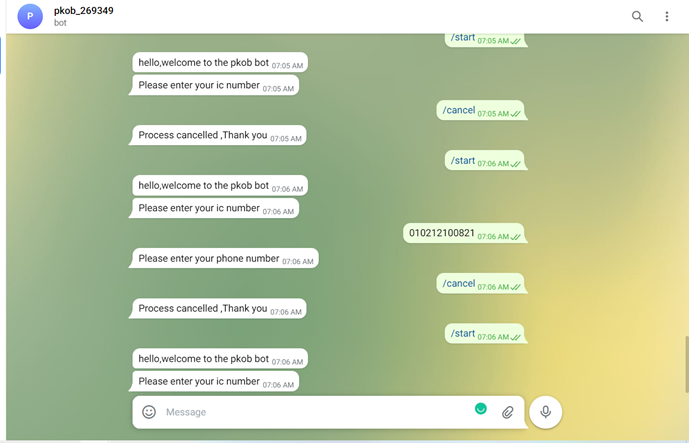 P
pkob_269349
bot
/start 07:05 AM
hello,welcome to the pkob bot 07:05 AM
Please enter your ic number 07:05 AM
/cancel 07:05 AM
Process cancelled ,Thank you 07:05 AM
/start 07:06 AM
hello,welcome to the pkob bot 07:06 AM
Please enter your ic number 07:06 AM
010212100821 07:06 AM
Please enter your phone number 07:06 AM
/cancel 07:06 AM
Process cancelled ,Thank you 07:06 AM
/start 07:06 AM
hello,welcome to the pkob bot 07:06 AM
Please enter your ic number 07:06 AM
Message